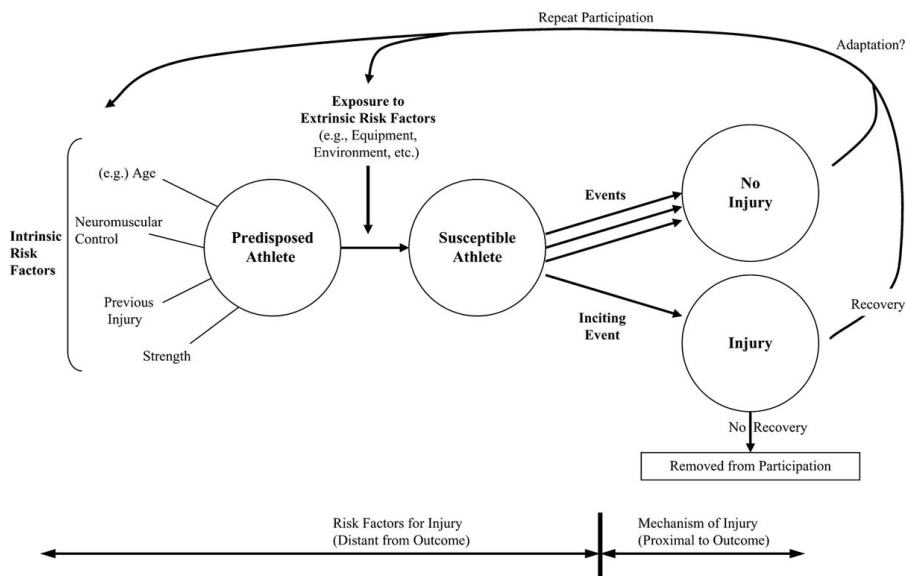 Repeat Participation
Adaptation?
Exposure to
Extrinsic Risk Factors
(e.g., Equipment,
Environment, etc.)
(e.g.) Age
Neuromuscular
Control
Intrinsic
Risk
Factors
Previous
Injury
Strength
Predisposed
Athlete
Susceptible
Athlete
Events
No
Injury
Inciting
Event
Injury
Recovery
No Recovery
Removed from Participation
Risk Factors for Injury
(Distant from Outcome)
Mechanism of Injury
(Proximal to Outcome)